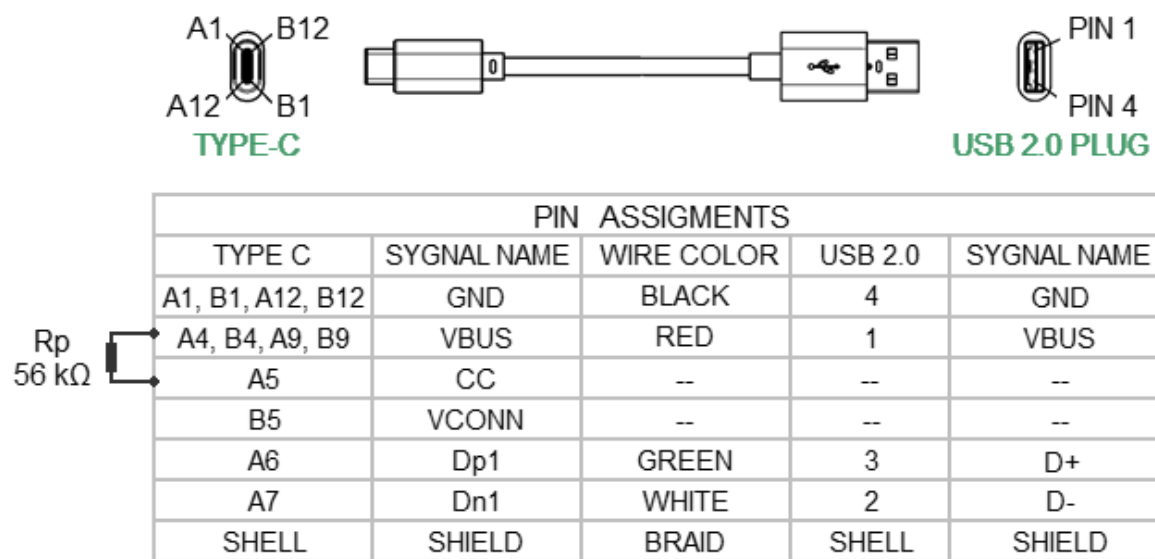 A1 B12
A12 B1
TYPE-C
PIN 1
PIN 4
USB 2.0 PLUG
PIN ASSIGMENTS
TYPE C SYGNAL NAME WIRE COLOR USB 2.0 SYGNAL NAME
A1, B1, A12, B12 GND BLACK 4 GND
A4, B4, A9, B9 VBUS RED 1 VBUS
A5 CC -- -- --
B5 VCONN -- -- --
A6 Dp1 GREEN 3 D+
A7 Dn1 WHITE 2 D-
SHELL SHIELD BRAID SHELL SHIELD
Rp
56 kΩ